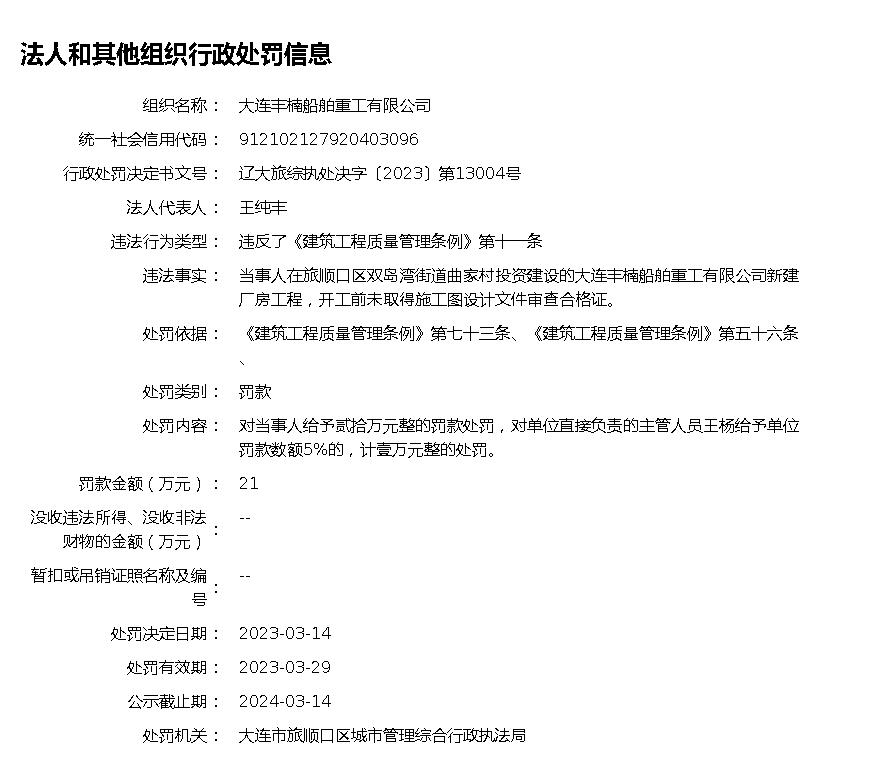 法人和其他组织行政处罚信息
组织名称： 大连丰楠船舶重工有限公司
统一社会信用代码： 912102127920403096
行政处罚决定书文号： 辽大旅综执处决字〔2023〕第13004号
法人代表人： 王纯丰
违法行为类型： 违反了《建筑工程质量管理条例》第十一条
违法事实： 当事人在旅顺口区双岛湾街道曲家村投资建设的大连丰楠船舶重工有限公司新建
厂房工程，开工前未取得施工图设计文件审查合格证。
处罚依据： 《建筑工程质量管理条例》第七十三条、《建筑工程质量管理条例》第五十六条
、
处罚类别： 罚款
处罚内容： 对当事人给予贰拾万元整的罚款处罚，对单位直接负责的主管人员王杨给予单位
罚款数额5%的，计壹万元整的处罚。
罚款金额（万元）： 21
没收违法所得、没收非法
财物的金额（万元）： --
暂扣或吊销证照名称及编
号： --
处罚决定日期： 2023-03-14
处罚有效期： 2023-03-29
公示截止期： 2024-03-14
处罚机关： 大连市旅顺口区城市管理综合行政执法局